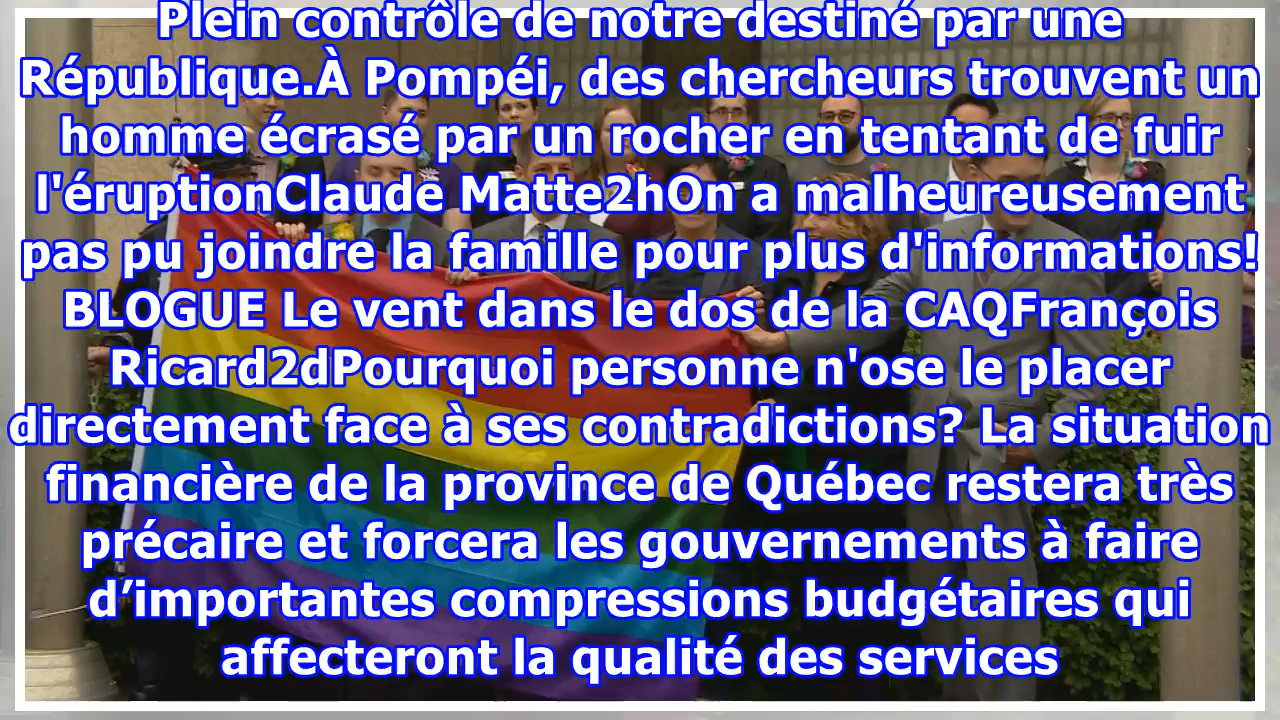 Plein contrôle de notre destiné par une
République.À Pompéi, des chercheurs trouvent un
homme écrasé par un rocher en tentant de fuir
l'éruptionClaude Matte2hOn a malheureusement
pas pu joindre la famille pour plus d'informations!
BLOGUE Le vent dans le dos de la CAQFrançois
Ricard2dPourquoi personne n'ose le placer
directement face à ses contradictions? La situation
financière de la province de Québec restera très
précaire et forcera les gouvernements à faire
d’importantes compressions budgétaires qui
affecteront la qualité des services